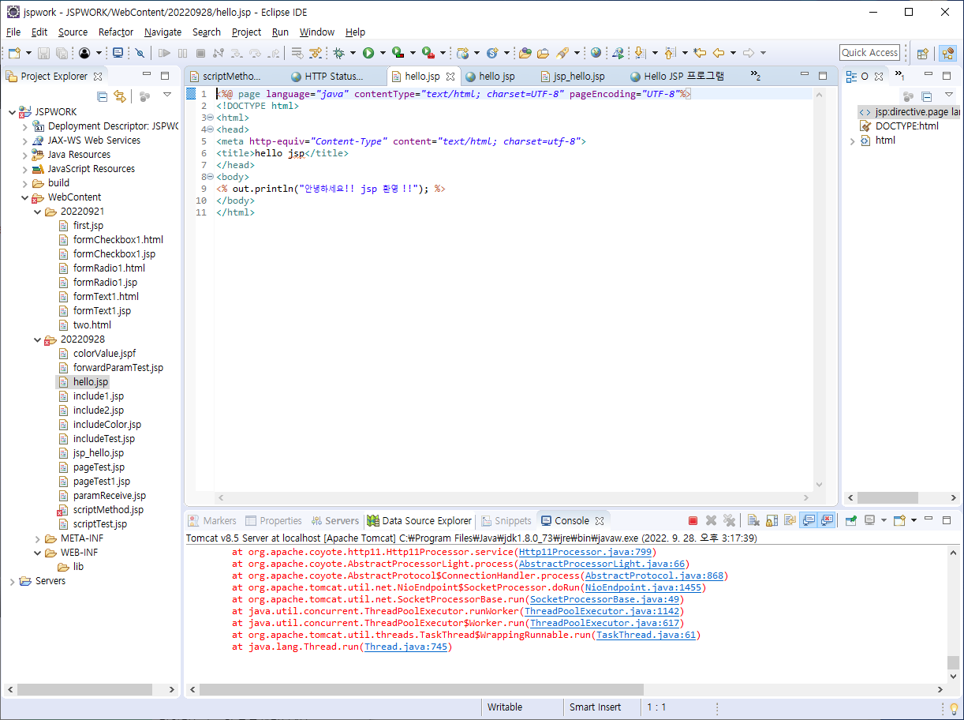 jspwork - JSPWORK/WebContent/20220928/hello.jsp - Eclipse IDE
File Edit Source Refactor Navigate Search Project Run Window Help
Quick Access
Project Explorer
scriptMetho... HTTP Status... hello.jsp hello jsp jsp_hello.jsp Hello JSP 프로그램 »2
O »1
JSPWORK
Deployment Descriptor: JSPWO
JAX-WS Web Services
Java Resources
JavaScript Resources
build
WebContent
20220921
first.jsp
formCheckbox1.html
formCheckbox1.jsp
formRadio1.html
formRadio1.jsp
formText1.html
formText1.jsp
two.html
20220928
colorValue.jspf
forwardParamTest.jsp
hello.jsp
include1.jsp
include2.jsp
includeColor.jsp
includeTest.jsp
jsp_hello.jsp
pageTest.jsp
pageTest1.jsp
paramReceive.jsp
scriptMethod.jsp
scriptTest.jsp
META-INF
WEB-INF
lib
Servers
1 <%@ page language="java" contentType="text/html; charset=UTF-8" pageEncoding="UTF-8"%>
2 <!DOCTYPE html>
3 <html>
4 <head>
5 <meta http-equiv="Content-Type" content="text/html; charset=utf-8">
6 <title>hello jsp</title>
7 </head>
8 <body>
9 <% out.println("안녕하세요!! jsp 환영 !!"); %>
10 </body>
11 </html>
jsp:directive.page lan
DOCTYPE:html
html
Markers Properties Servers Data Source Explorer Snippets Console
Tomcat v8.5 Server at localhost [Apache Tomcat] C:₩Program Files₩Java₩jdk1.8.0_73₩jre₩bin₩javaw.exe (2022. 9. 28. 오후 3:17:39)
at org.apache.coyote.http11.Http11Processor.service(Http11Processor.java:799)
at org.apache.coyote.AbstractProcessorLight.process(AbstractProcessorLight.java:66)
at org.apache.coyote.AbstractProtocol$ConnectionHandler.process(AbstractProtocol.java:868)
at org.apache.tomcat.util.net.NioEndpoint$SocketProcessor.doRun(NioEndpoint.java:1455)
at org.apache.tomcat.util.net.SocketProcessorBase.run(SocketProcessorBase.java:49)
at java.util.concurrent.ThreadPoolExecutor.runWorker(ThreadPoolExecutor.java:1142)
at java.util.concurrent.ThreadPoolExecutor$Worker.run(ThreadPoolExecutor.java:617)
at org.apache.tomcat.util.threads.TaskThread$WrappingRunnable.run(TaskThread.java:61)
at java.lang.Thread.run(Thread.java:745)
Writable Smart Insert 1 : 1